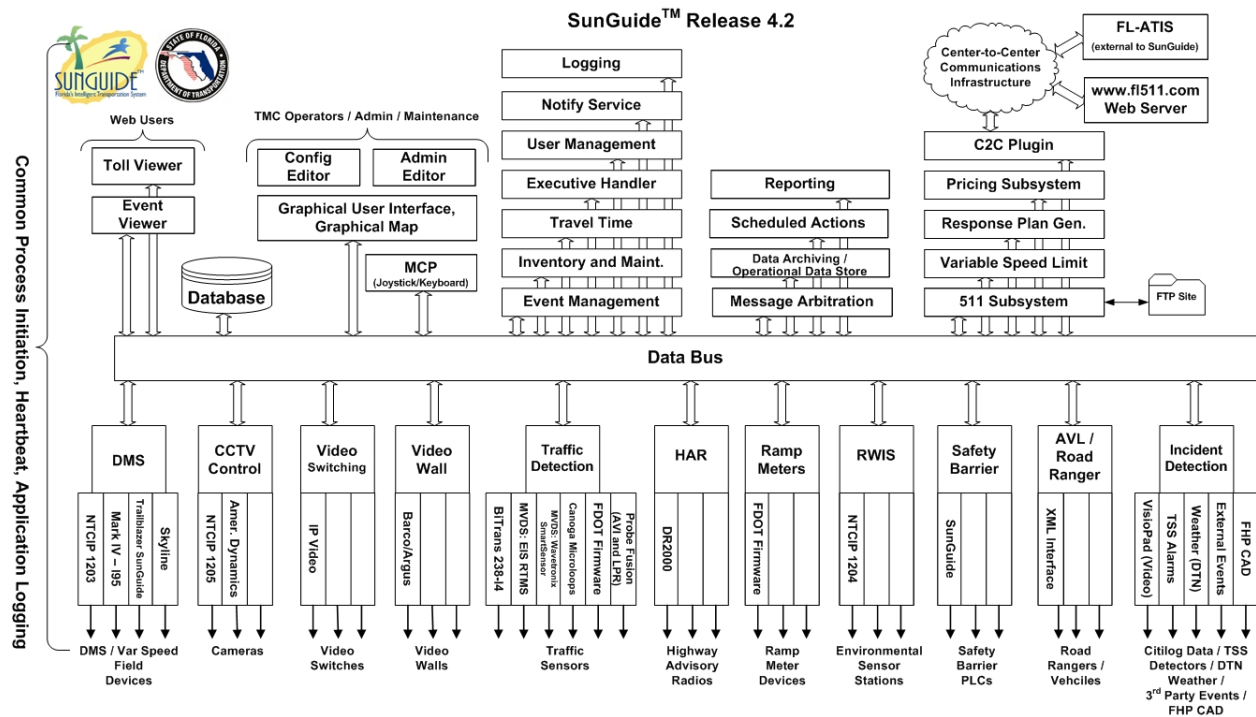 SunGuide™ Release 4.2
SUNGUIDE™
Florida's Intelligent Transportation System
STATE OF FLORIDA
DEPARTMENT OF TRANSPORTATION
Common Process Initiation, Heartbeat, Application Logging
Web Users
Toll Viewer
Event
Viewer
Database
TMC Operators / Admin / Maintenance
Config
Editor
Admin
Editor
Graphical User Interface,
Graphical Map
MCP
(Joystick/Keyboard)
Logging
Notify Service
User Management
Executive Handler
Travel Time
Inventory and Maint.
Event Management
Reporting
Scheduled Actions
Data Archiving /
Operational Data Store
Message Arbitration
Center-to-Center
Communications
Infrastructure
FL-ATIS
(external to SunGuide)
www.fl511.com
Web Server
C2C Plugin
Pricing Subsystem
Response Plan Gen.
Variable Speed Limit
511 Subsystem
FTP Site
Data Bus
DMS
NTCIP 1203
Mark IV – I95
Trailblazer SunGuide
Skyline
DMS / Var Speed
Field
Devices
CCTV
Control
NTCIP 1205
Amer. Dynamics
Cameras
Video
Switching
IP Video
Video
Switches
Video
Wall
Barco/Argus
Video
Walls
Traffic
Detection
BiTrans 238-I4
MVDS: EIS RTMS
MVDS: Wavetronix
SmartSensor
Canoga Microloops
FDOT Firmware
Probe Fusion
(AVI and LPR)
Traffic
Sensors
HAR
DR2000
Highway
Advisory
Radios
Ramp
Meters
FDOT Firmware
Ramp
Meter
Devices
RWIS
NTCIP 1204
Environmental
Sensor
Stations
Safety
Barrier
SunGuide
Safety
Barrier
PLCs
AVL /
Road
Ranger
XML Interface
Road
Rangers /
Vehciles
Incident
Detection
VisioPad (Video)
TSS Alarms
Weather (DTN)
External Events
FHP CAD
Citilog Data / TSS
Detectors / DTN
Weather /
3rd Party Events /
FHP CAD